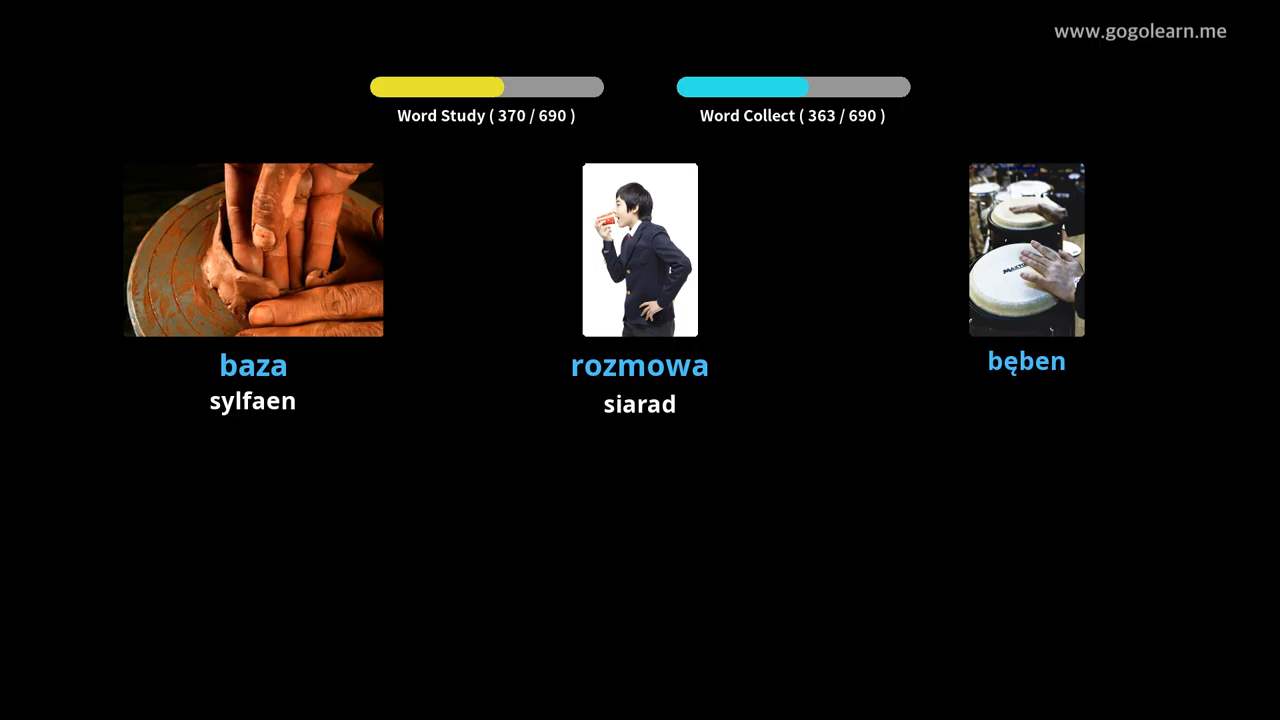 www.gogolearn.me
Word Study ( 370 / 690 )
Word Collect ( 363 / 690 )
baza
sylfaen
rozmowa
siarad
bęben